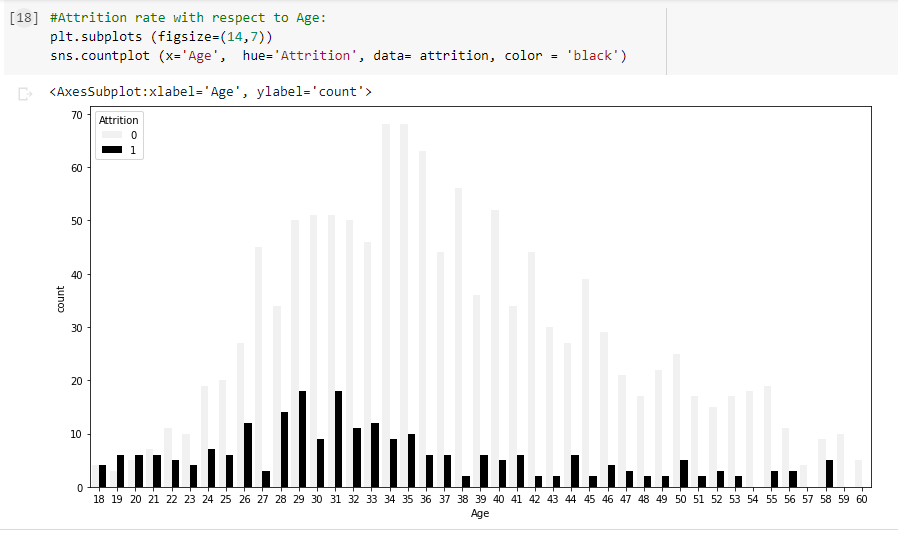 [18] #Attrition rate with respect to Age:
plt.subplots (figsize=(14,7))
sns.countplot (x='Age',  hue='Attrition', data= attrition, color = 'black')
<AxesSubplot:xlabel='Age', ylabel='count'>
Attrition
0
1
70
60
50
40
30
20
10
0
count
18 19 20 21 22 23 24 25 26 27 28 29 30 31 32 33 34 35 36 37 38 39 40 41 42 43 44 45 46 47 48 49 50 51 52 53 54 55 56 57 58 59 60
Age